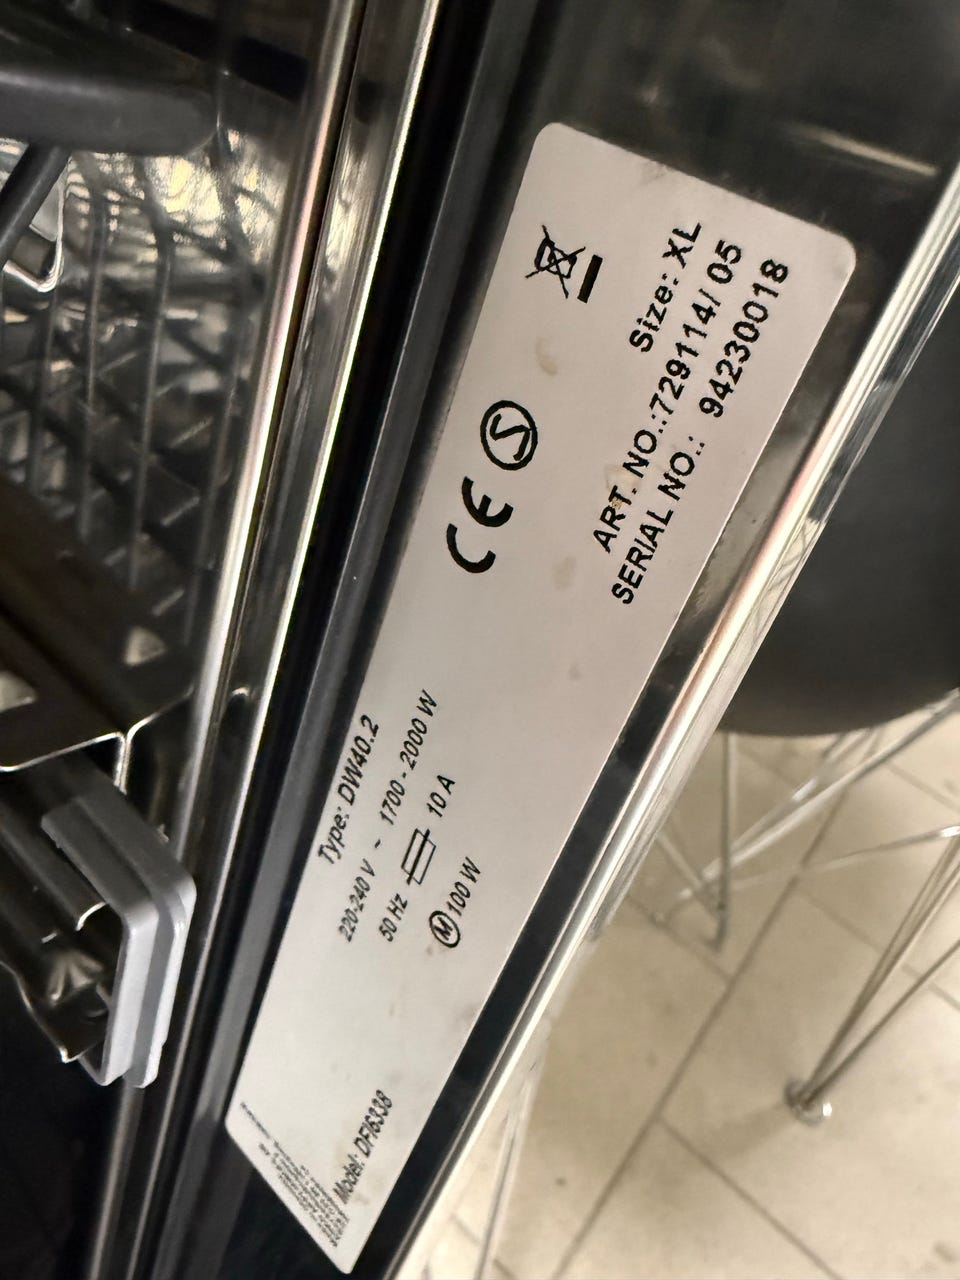 Model: DFI6338
Type: DW40.2
220-240 V ~ 1700 - 2000 W
50 Hz 10 A
M 100 W
CE S
Size: XL
ART. NO.:729114/ 05
SERIAL NO.: 94230018